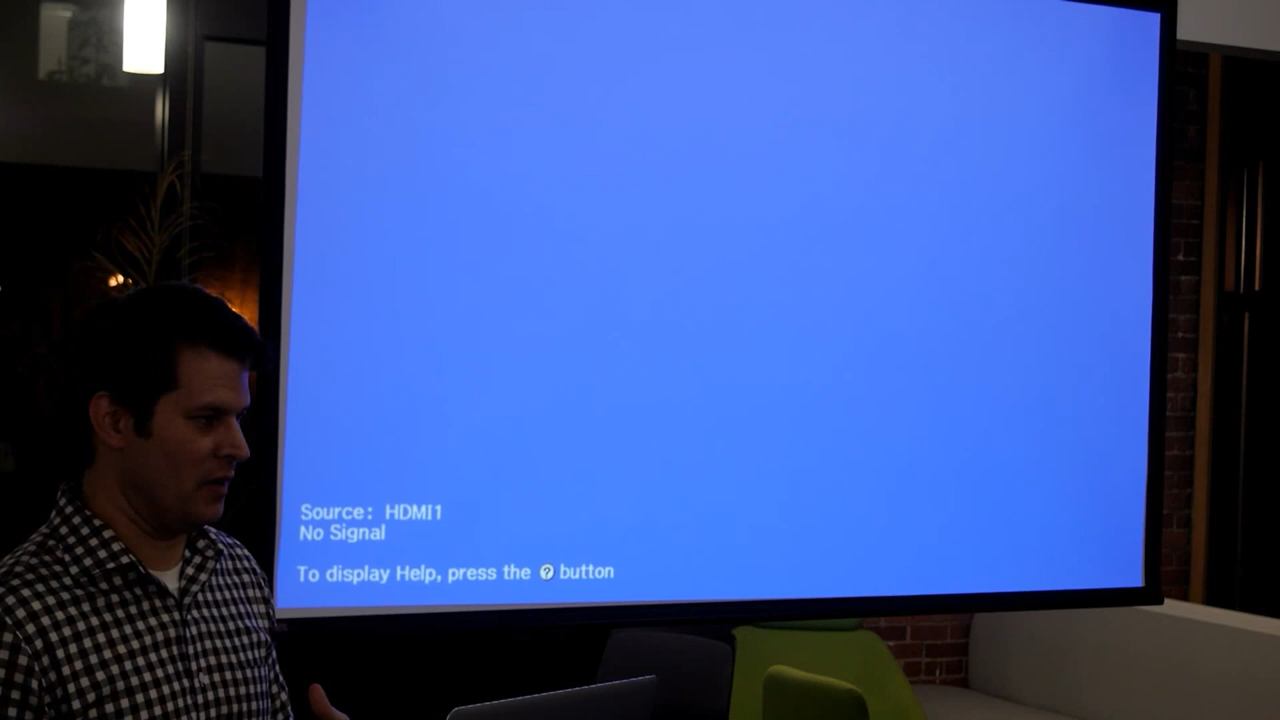 Source: HDMI1
No Signal
To display Help, press the ? button